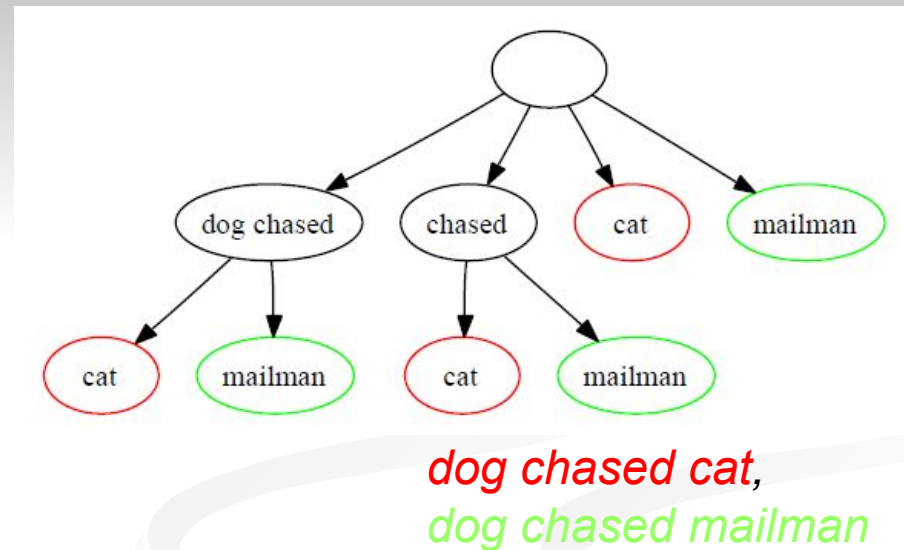 dog chased chased cat mailman
cat mailman cat mailman
dog chased cat,
dog chased mailman